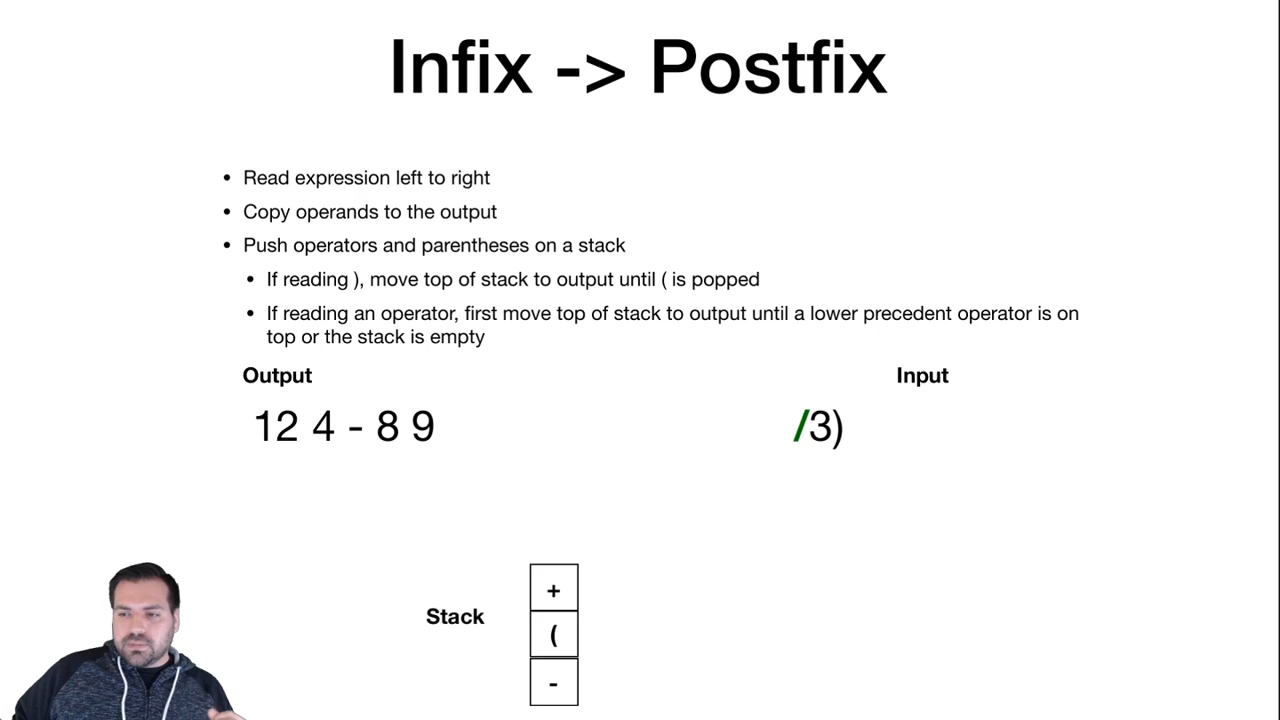 Infix -> Postfix
• Read expression left to right
• Copy operands to the output
• Push operators and parentheses on a stack
• If reading ), move top of stack to output until ( is popped
• If reading an operator, first move top of stack to output until a lower precedent operator is on
top or the stack is empty
Output
Input
12 4 - 8 9
/3)
+
Stack
(
-